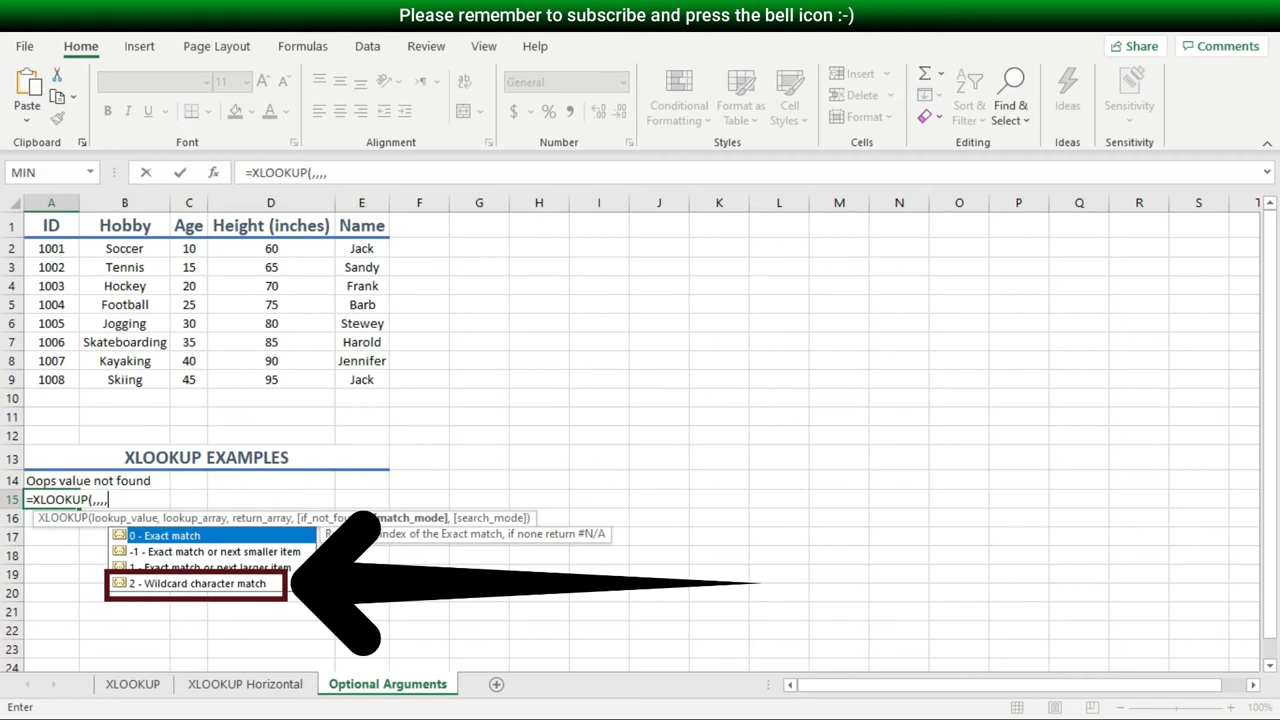 Please remember to subscribe and press the bell icon :-)
File Home Insert Page Layout Formulas Data Review View Help Share Comments
Paste
11
General
Conditional Formatting
Format as Table
Cell Styles
Insert
Delete
Format
Sort & Filter
Find & Select
Ideas
Sensitivity
Clipboard Font Alignment Number Styles Cells Editing Ideas Sensitivity
MIN =XLOOKUP(,,,,
A B C D E F G H I J K L M N O P Q R S T
1 ID Hobby Age Height (inches) Name
2 1001 Soccer 10 60 Jack
3 1002 Tennis 15 65 Sandy
4 1003 Hockey 20 70 Frank
5 1004 Football 25 75 Barb
6 1005 Jogging 30 80 Stewey
7 1006 Skateboarding 35 85 Harold
8 1007 Kayaking 40 90 Jennifer
9 1008 Skiing 45 95 Jack
10
11
12
13 XLOOKUP EXAMPLES
14 Oops value not found
15 =XLOOKUP(,,,,
16 XLOOKUP(lookup_value, lookup_array, return_array, [if_not_fou match_mode], [search_mode])
17 0 - Exact match ndex of the Exact match, if none return #N/A
18 -1 - Exact match or next smaller item
19 1 - Exact match or next larger item
20 2 - Wildcard character match
21
22
23
24
XLOOKUP XLOOKUP Horizontal Optional Arguments
Enter 100%